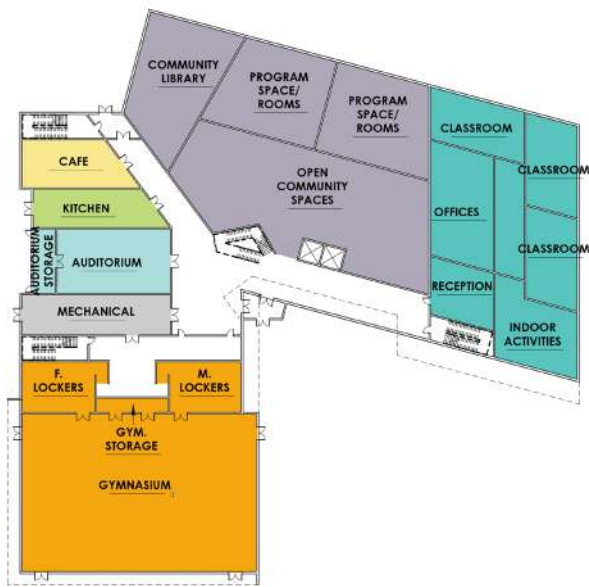 COMMUNITY
LIBRARY
PROGRAM
SPACE/
ROOMS
PROGRAM
SPACE/
ROOMS
CLASSROOM
CLASSROOM
CAFE
OPEN
COMMUNITY
SPACES
KITCHEN
OFFICES
CLASSROOM
AUDITORIUM
STORAGE
AUDITORIUM
RECEPTION
MECHANICAL
INDOOR
ACTIVITIES
F.
LOCKERS
M.
LOCKERS
GYM.
STORAGE
GYMNASIUM